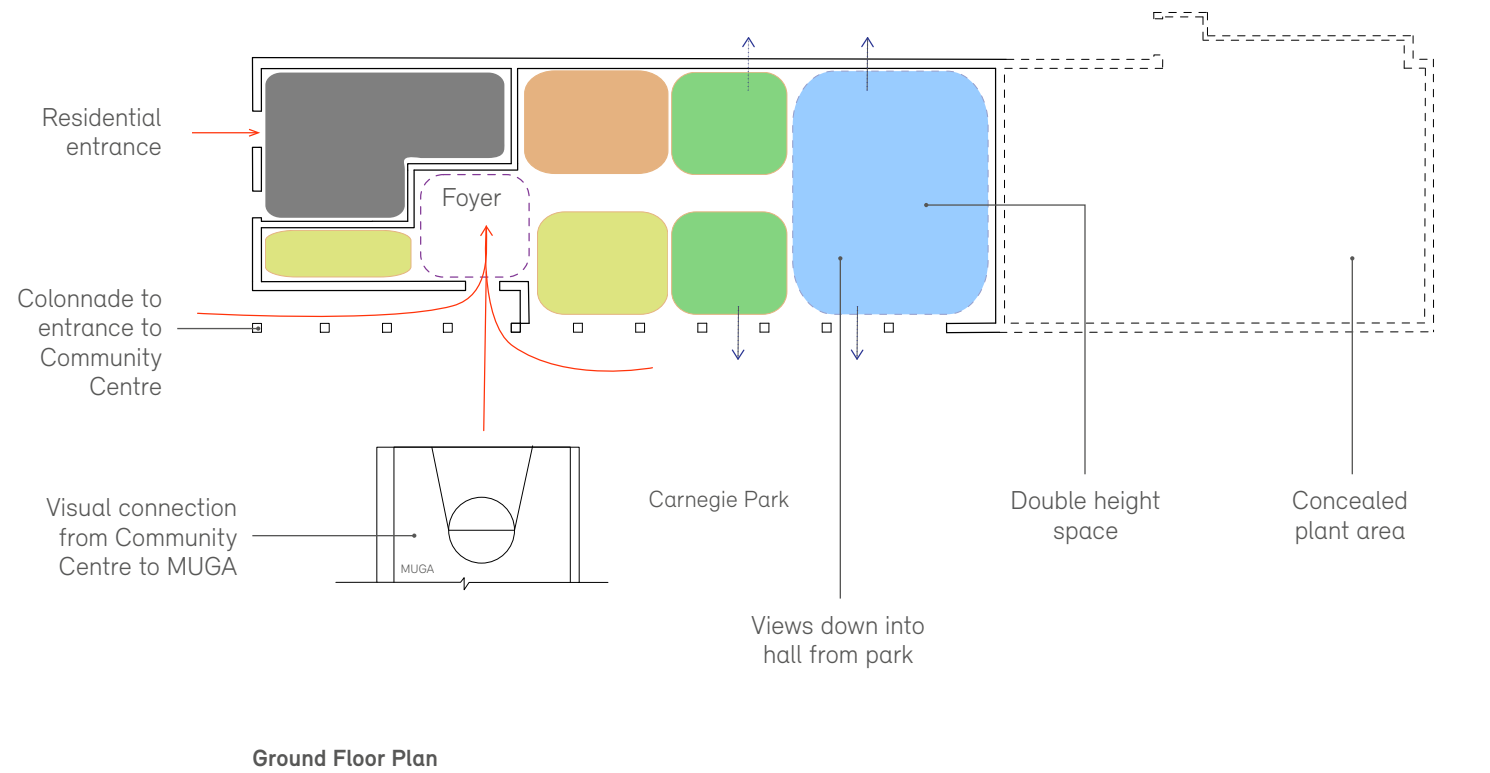 Residential
entrance
Foyer
Colonnade to
entrance to
Community
Centre
Visual connection
from Community
Centre to MUGA
MUGA
Carnegie Park
Double height
space
Concealed
plant area
Views down into
hall from park
Ground Floor Plan